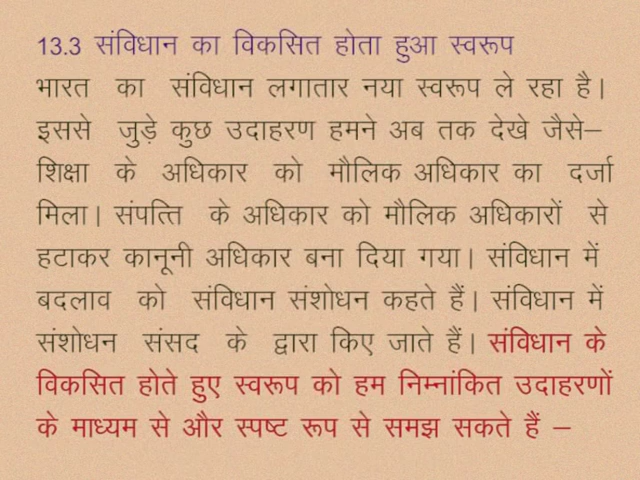 13.3 संविधान का विकसित होता हुआ स्वरूप
भारत का संविधान लगातार नया स्वरूप ले रहा है।
इससे जुड़े कुछ उदाहरण हमने अब तक देखे जैसे–
शिक्षा के अधिकार को मौलिक अधिकार का दर्जा
मिला। संपत्ति के अधिकार को मौलिक अधिकारों से
हटाकर कानूनी अधिकार बना दिया गया। संविधान में
बदलाव को संविधान संशोधन कहते हैं। संविधान में
संशोधन संसद के द्वारा किए जाते हैं। संविधान के
विकसित होते हुए स्वरूप को हम निम्नांकित उदाहरणों
के माध्यम से और स्पष्ट रूप से समझ सकते हैं –